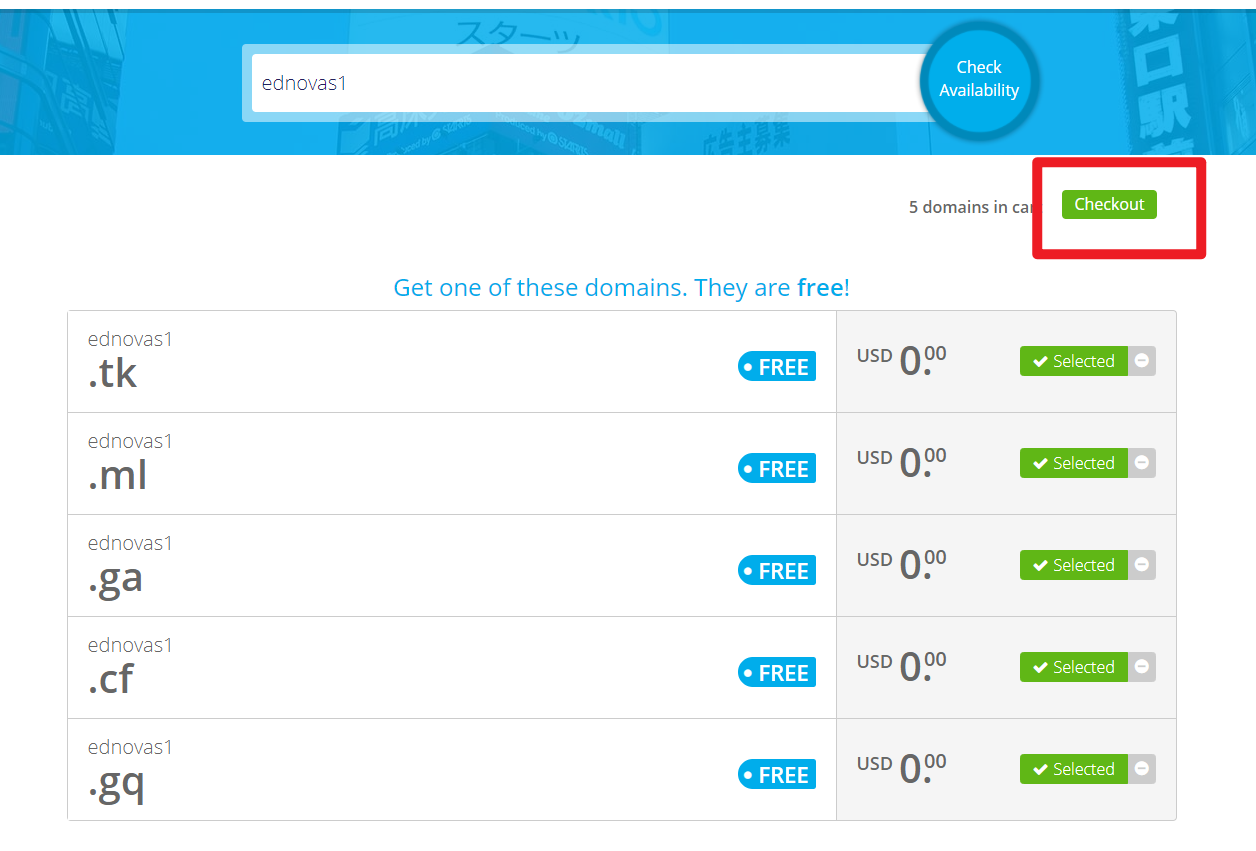 スターツ
ednovas1
Check
Availability
5 domains in
Checkout
Get one of these domains. They are free!
ednovas1
.tk
FREE
USD 0.00
Selected
ednovas1
.ml
FREE
USD 0.00
Selected
ednovas1
.ga
FREE
USD 0.00
Selected
ednovas1
.cf
FREE
USD 0.00
Selected
ednovas1
.gq
FREE
USD 0.00
Selected